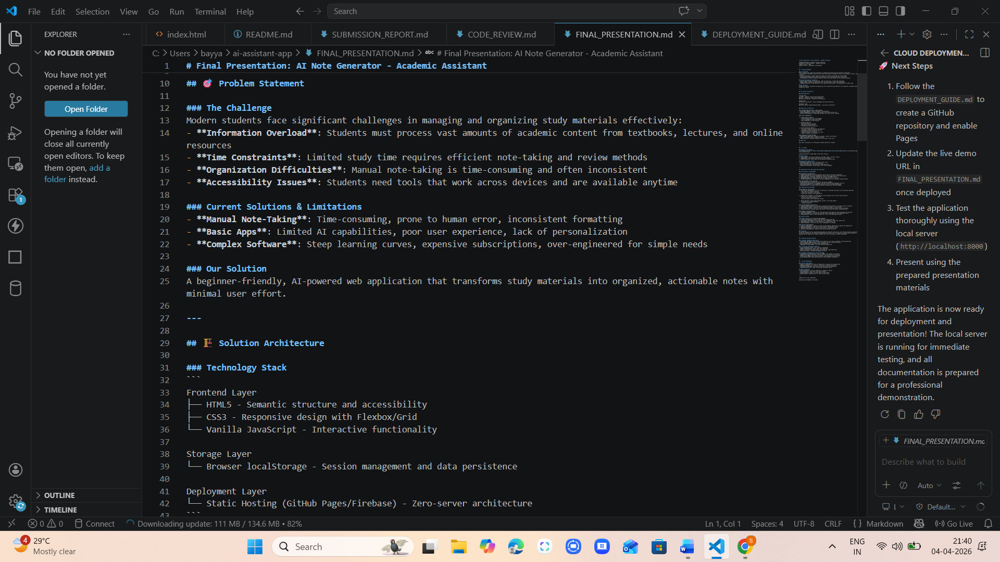 File Edit Selection View Go Run Terminal Help
Search
EXPLORER
NO FOLDER OPENED
You have not yet
opened a folder.
Open Folder
Opening a folder will
close all currently
open editors. To keep
them open, add a
folder instead.
1
OUTLINE
TIMELINE
index.html
README.md
SUBMISSION_REPORT.md
CODE_REVIEW.md
FINAL_PRESENTATION.md
DEPLOYMENT_GUIDE.md
C: > Users > bayya > ai-assistant-app > FINAL_PRESENTATION.md > abc # Final Presentation: AI Note Generator - Academic Assistant
1 # Final Presentation: AI Note Generator - Academic Assistant
10 ## 🎯 Problem Statement
11
12 ### The Challenge
13 Modern students face significant challenges in managing and organizing study materials effectively:
14 - **Information Overload**: Students must process vast amounts of academic content from textbooks, lectures, and online
resources
15 - **Time Constraints**: Limited study time requires efficient note-taking and review methods
16 - **Organization Difficulties**: Manual note-taking is time-consuming and often inconsistent
17 - **Accessibility Issues**: Students need tools that work across devices and are available anytime
18
19 ### Current Solutions & Limitations
20 - **Manual Note-Taking**: Time-consuming, prone to human error, inconsistent formatting
21 - **Basic Apps**: Limited AI capabilities, poor user experience, lack of personalization
22 - **Complex Software**: Steep learning curves, expensive subscriptions, over-engineered for simple needs
23
24 ### Our Solution
25 A beginner-friendly, AI-powered web application that transforms study materials into organized, actionable notes with
minimal user effort.
26
27 ---
28
29 ## 🏗️ Solution Architecture
30
31 ### Technology Stack
32 ```
33 Frontend Layer
34 ├── HTML5 - Semantic structure and accessibility
35 ├── CSS3 - Responsive design with Flexbox/Grid
36 └── Vanilla JavaScript - Interactive functionality
37
38 Storage Layer
39 └── Browser localStorage - Session management and data persistence
40
41 Deployment Layer
42 └── Static Hosting (GitHub Pages/Firebase) - Zero-server architecture
43 ```
CLOUD DEPLOYMEN...
🚀 Next Steps
1. Follow the
DEPLOYMENT_GUIDE.md to
create a GitHub
repository and enable
Pages
2. Update the live demo
URL in
FINAL_PRESENTATION.md
once deployed
3. Test the application
thoroughly using the
local server
(http://localhost:8000)
4. Present using the
prepared presentation
materials
The application is now ready
for deployment and
presentation! The local server
is running for immediate
testing, and all
documentation is prepared
for a professional
demonstration.
FINAL_PRESENTATION.md
Describe what to build
Auto
Default...
0 0 Connect Downloading update: 111 MB / 134.6 MB • 82%
Ln 1, Col 1 Spaces: 4 UTF-8 CRLF { } Markdown Go Live
4
29°C
Mostly clear
Search
S
ENG
IN
21:40
04-04-2026